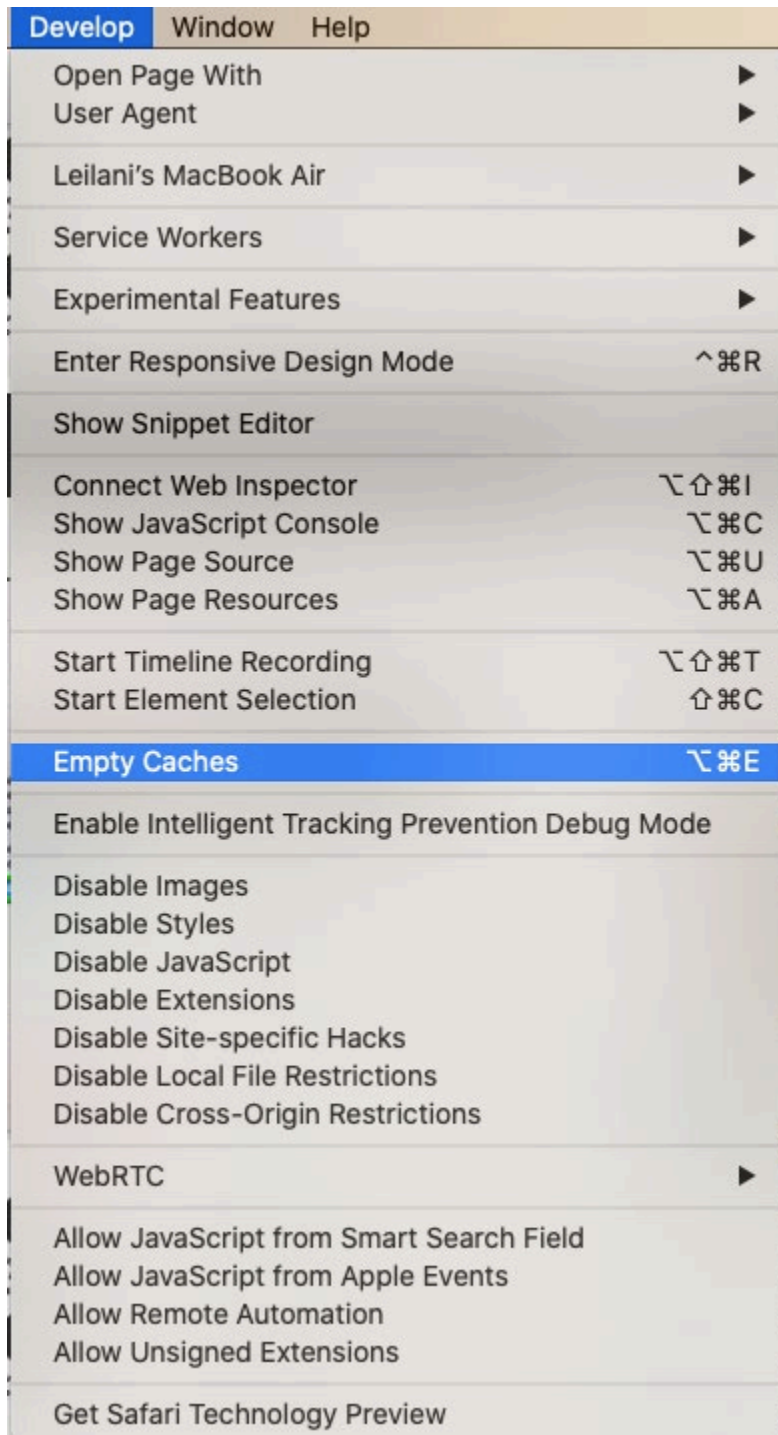 Develop Window Help
Open Page With ▶
User Agent ▶
Leilani’s MacBook Air ▶
Service Workers ▶
Experimental Features ▶
Enter Responsive Design Mode ^⌘R
Show Snippet Editor
Connect Web Inspector ⌥⇧⌘I
Show JavaScript Console ⌥⌘C
Show Page Source ⌥⌘U
Show Page Resources ⌥⌘A
Start Timeline Recording ⌥⇧⌘T
Start Element Selection ⇧⌘C
Empty Caches ⌥⌘E
Enable Intelligent Tracking Prevention Debug Mode
Disable Images
Disable Styles
Disable JavaScript
Disable Extensions
Disable Site-specific Hacks
Disable Local File Restrictions
Disable Cross-Origin Restrictions
WebRTC ▶
Allow JavaScript from Smart Search Field
Allow JavaScript from Apple Events
Allow Remote Automation
Allow Unsigned Extensions
Get Safari Technology Preview